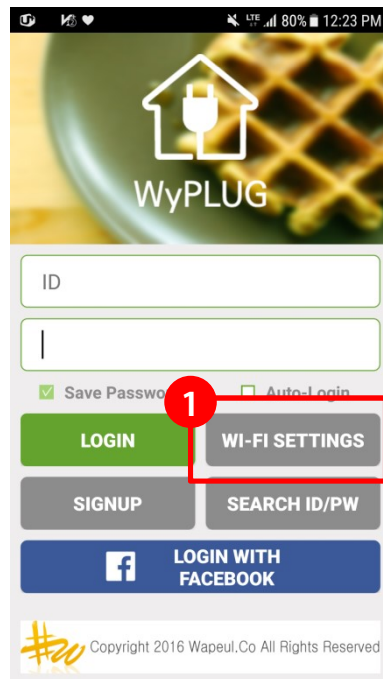 LTE 80% 12:23 PM
WyPLUG
ID
Save Passwo Auto-Login
1
LOGIN WI-FI SETTINGS
SIGNUP SEARCH ID/PW
LOGIN WITH
FACEBOOK
Copyright 2016 Wapeul.Co All Rights Reserved